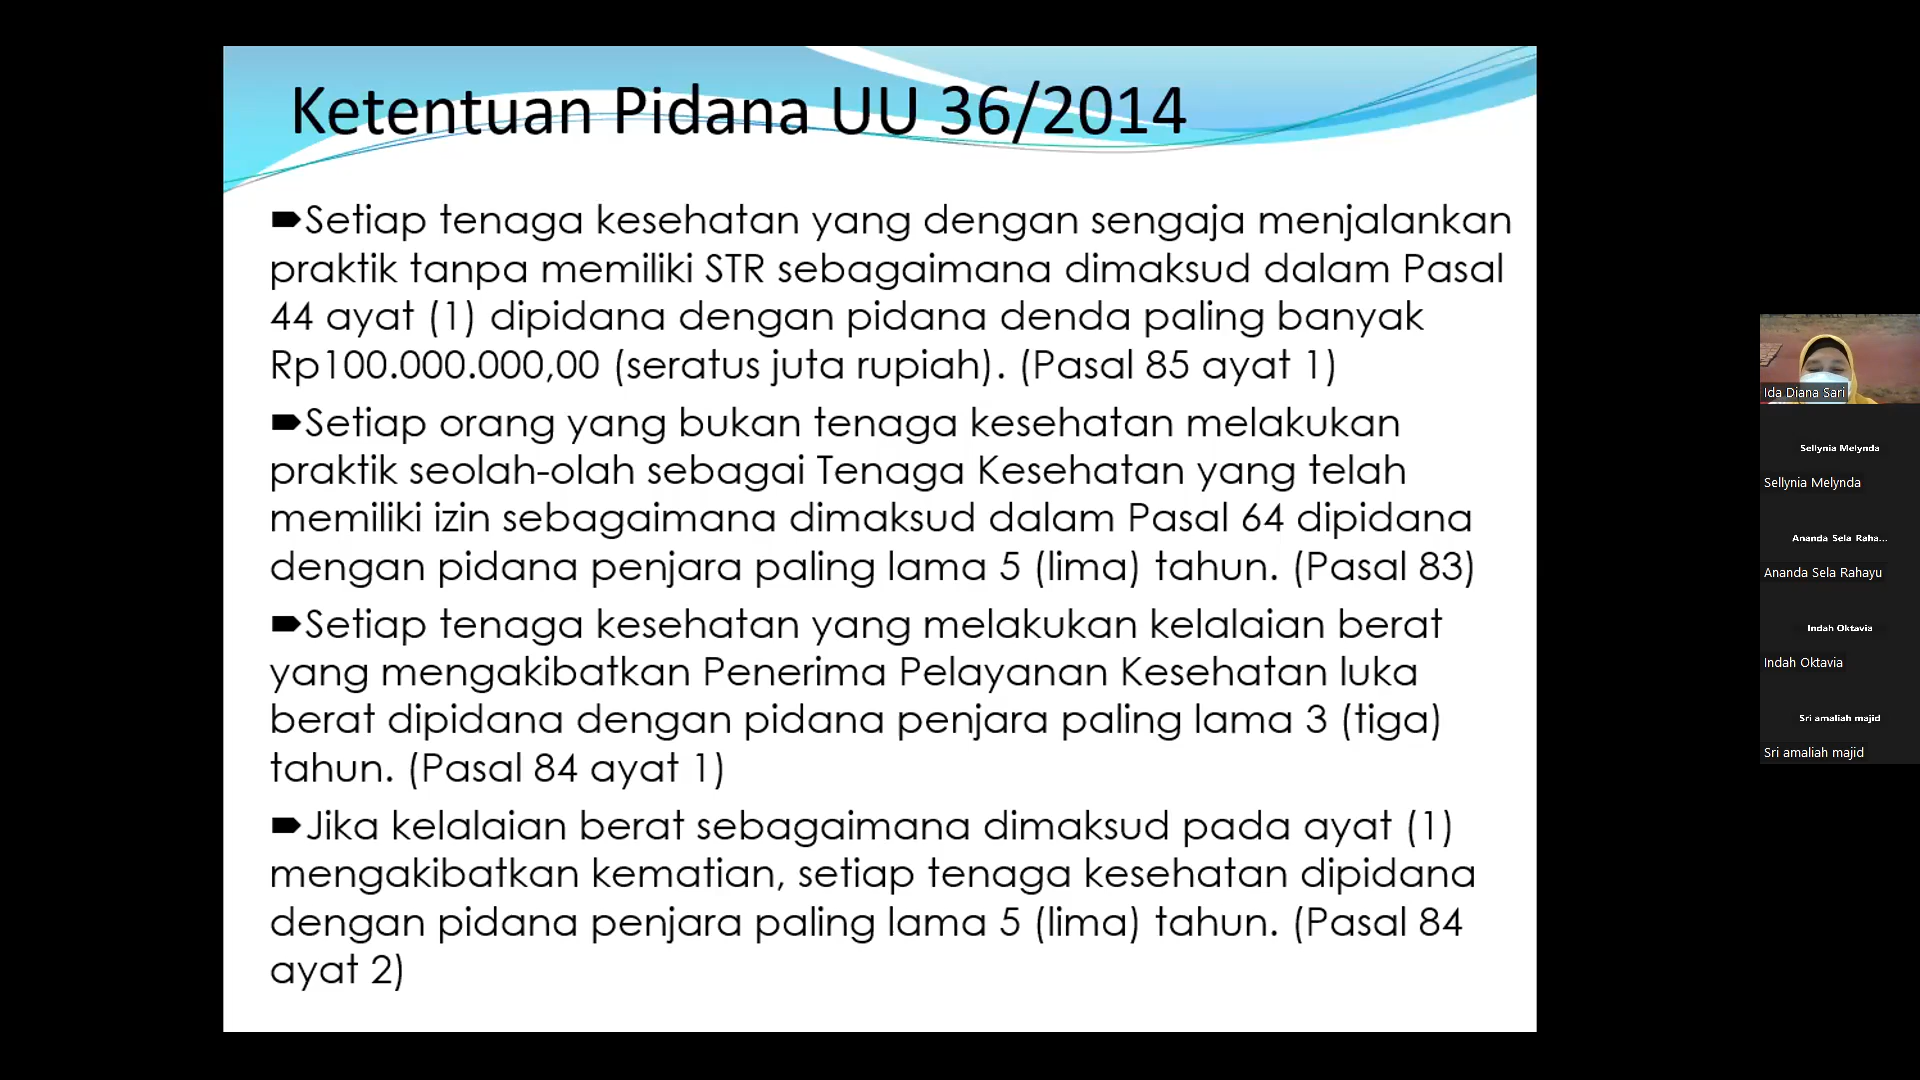 Ketentuan Pidana UU 36/2014
Setiap tenaga kesehatan yang dengan sengaja menjalankan
praktik tanpa memiliki STR sebagaimana dimaksud dalam Pasal
44 ayat (1) dipidana dengan pidana denda paling banyak
Rp100.000.000,00 (seratus juta rupiah). (Pasal 85 ayat 1)
Setiap orang yang bukan tenaga kesehatan melakukan
praktik seolah-olah sebagai Tenaga Kesehatan yang telah
memiliki izin sebagaimana dimaksud dalam Pasal 64 dipidana
dengan pidana penjara paling lama 5 (lima) tahun. (Pasal 83)
Setiap tenaga kesehatan yang melakukan kelalaian berat
yang mengakibatkan Penerima Pelayanan Kesehatan luka
berat dipidana dengan pidana penjara paling lama 3 (tiga)
tahun. (Pasal 84 ayat 1)
Jika kelalaian berat sebagaimana dimaksud pada ayat (1)
mengakibatkan kematian, setiap tenaga kesehatan dipidana
dengan pidana penjara paling lama 5 (lima) tahun. (Pasal 84
ayat 2)
Ida Diana Sari
Sellynia Melynda
Sellynia Melynda
Ananda Sela Raha...
Ananda Sela Rahayu
Indah Oktavia
Indah Oktavia
Sri amaliah majid
Sri amaliah majid